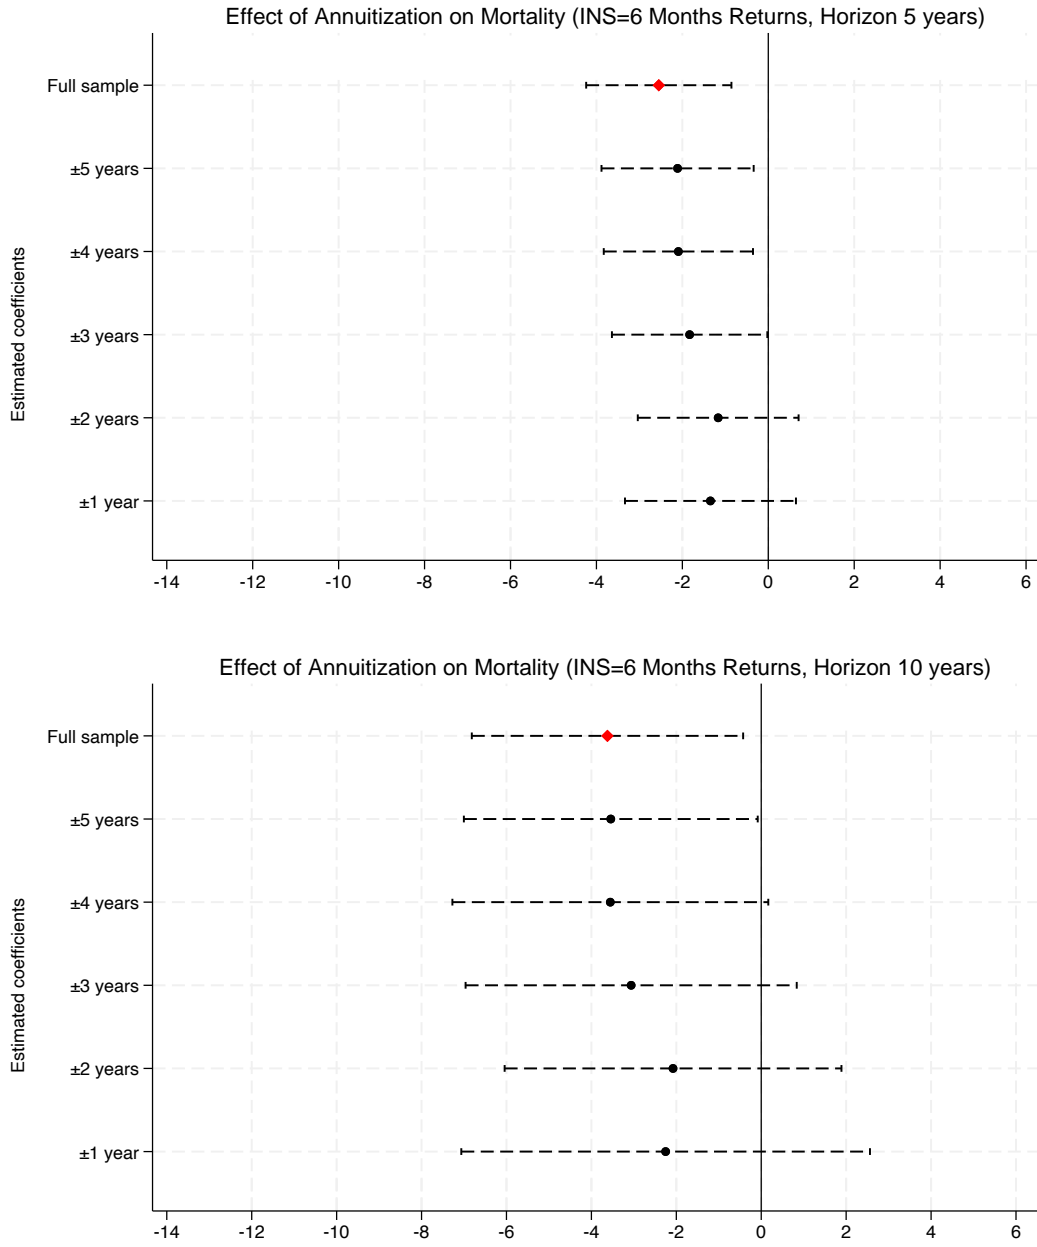 Effect of Annuitization on Mortality (INS=6 Months Returns, Horizon 5 years)
Estimated coefficients
Full sample
±5 years
±4 years
±3 years
±2 years
±1 year
-14 -12 -10 -8 -6 -4 -2 0 2 4 6
Effect of Annuitization on Mortality (INS=6 Months Returns, Horizon 10 years)
Estimated coefficients
Full sample
±5 years
±4 years
±3 years
±2 years
±1 year
-14 -12 -10 -8 -6 -4 -2 0 2 4 6